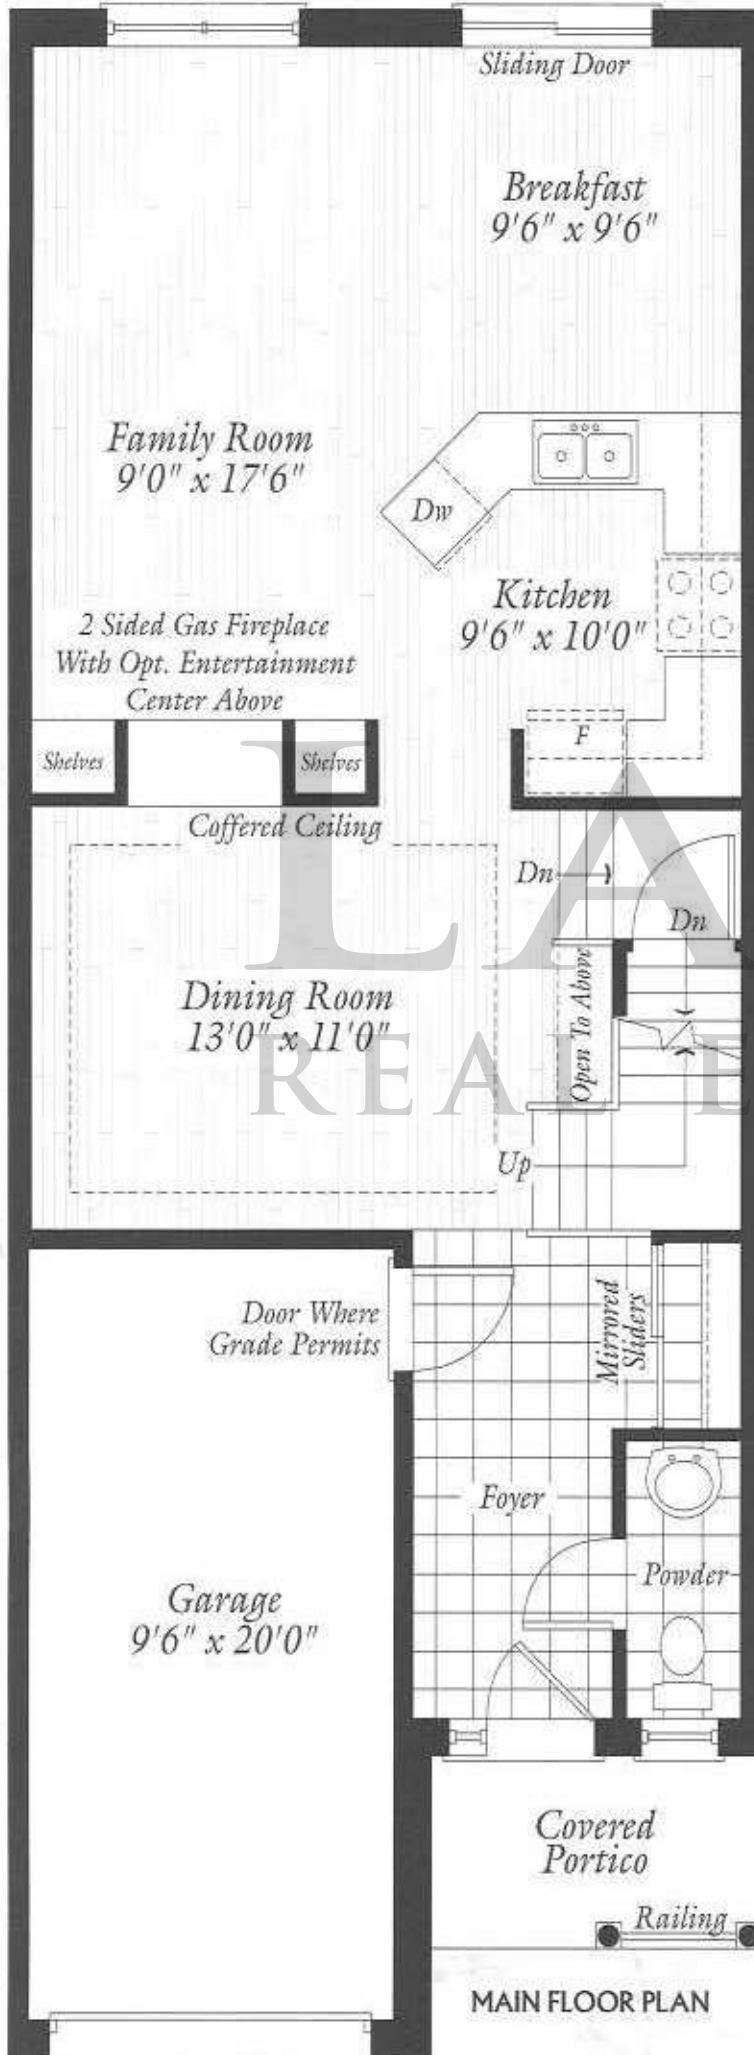 Sliding Door
Breakfast
9'6" x 9'6"
Family Room
9'0" x 17'6"
Dw
Kitchen
9'6" x 10'0"
2 Sided Gas Fireplace
With Opt. Entertainment
Center Above
Shelves
Shelves
F
Coffered Ceiling
LA
REALE
Dn
Dn
Dining Room
13'0" x 11'0"
Open To Above
Up
Door Where
Grade Permits
Mirrored
Sliders
Foyer
Powder
Garage
9'6" x 20'0"
Covered
Portico
Railing
MAIN FLOOR PLAN